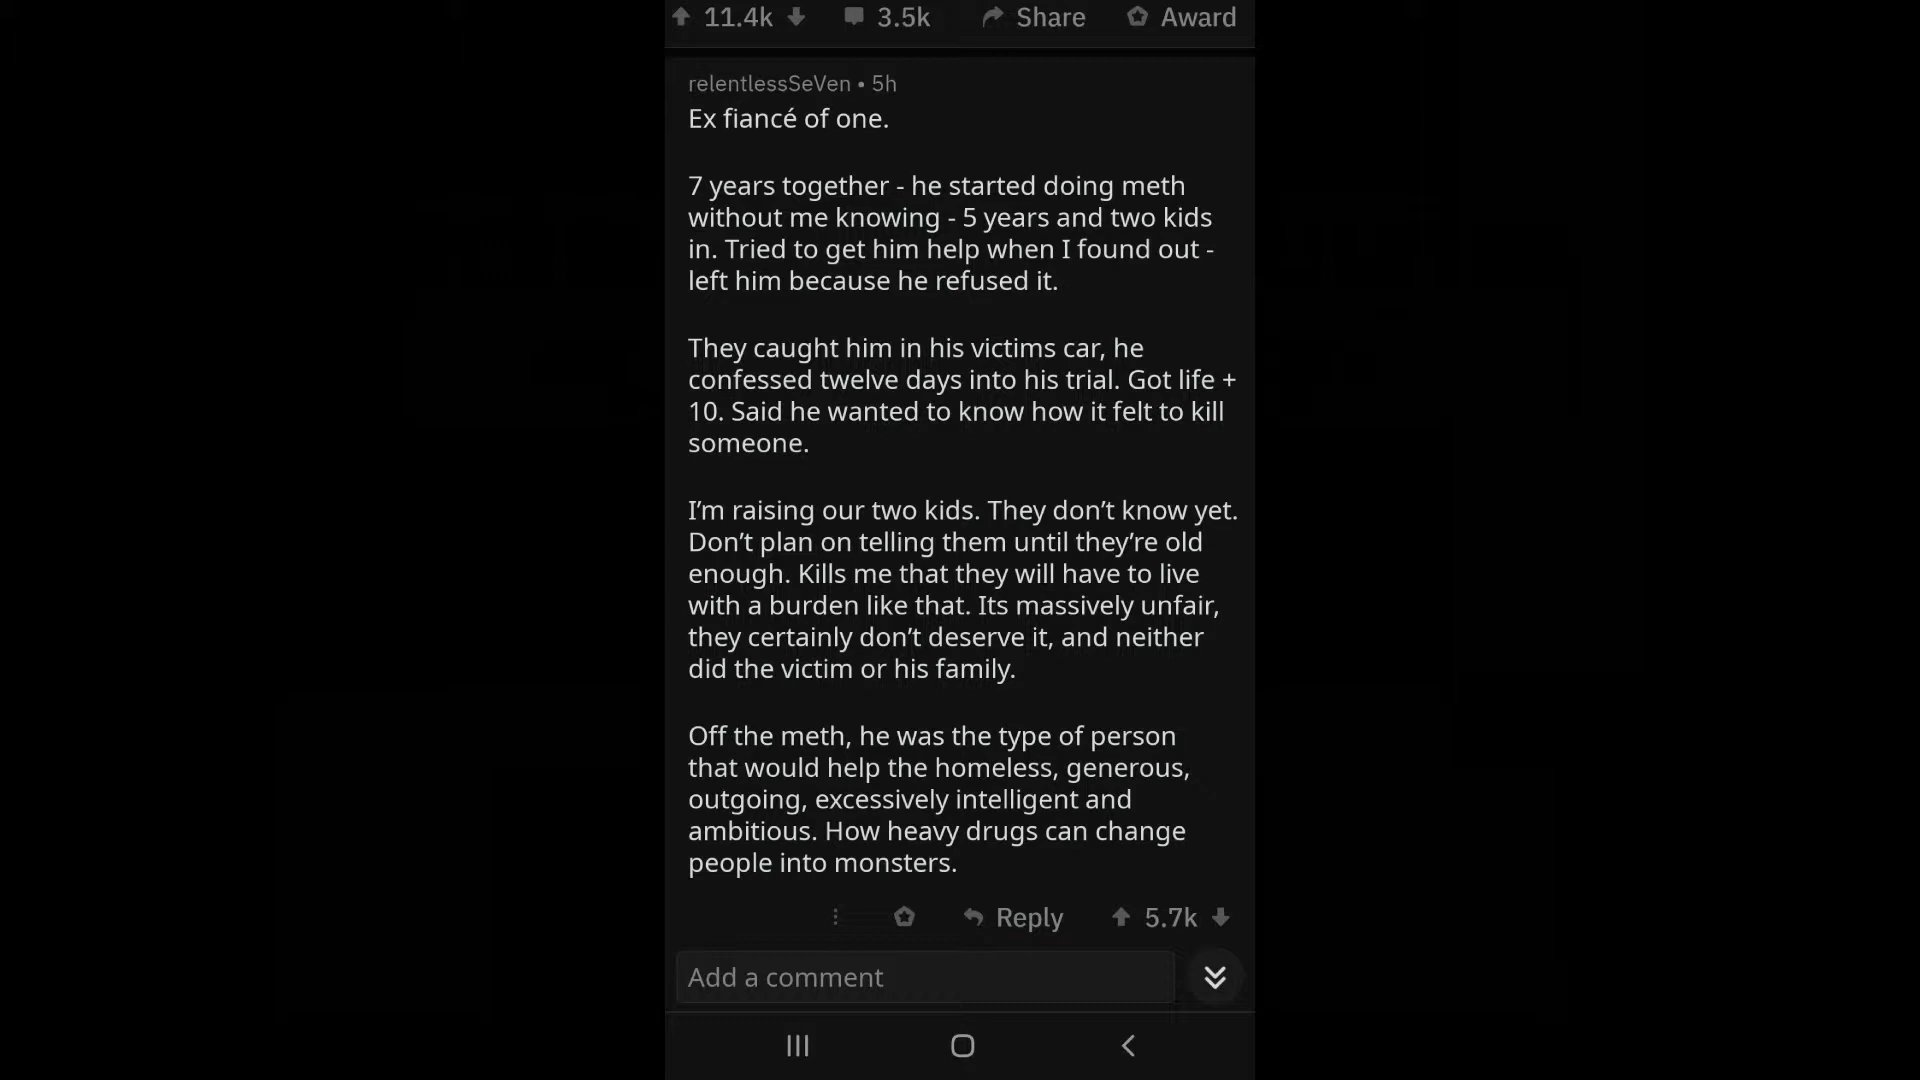 11.4k 3.5k Share Award
relentlessSeVen • 5h
Ex fiancé of one.
7 years together - he started doing meth
without me knowing - 5 years and two kids
in. Tried to get him help when I found out -
left him because he refused it.
They caught him in his victims car, he
confessed twelve days into his trial. Got life +
10. Said he wanted to know how it felt to kill
someone.
I’m raising our two kids. They don’t know yet.
Don’t plan on telling them until they’re old
enough. Kills me that they will have to live
with a burden like that. Its massively unfair,
they certainly don’t deserve it, and neither
did the victim or his family.
Off the meth, he was the type of person
that would help the homeless, generous,
outgoing, excessively intelligent and
ambitious. How heavy drugs can change
people into monsters.
Reply 5.7k
Add a comment